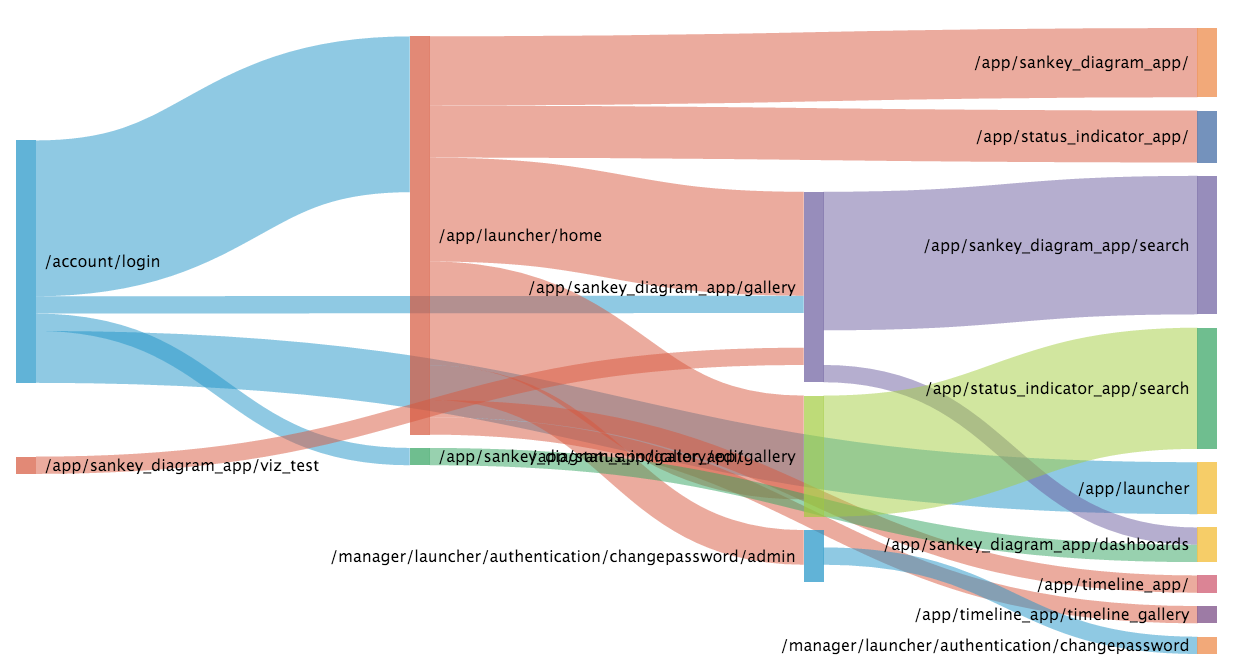 /app/sankey_diagram_app/
/app/status_indicator_app/
/app/launcher/home
/app/sankey_diagram_app/search
/account/login
/app/sankey_diagram_app/gallery
/app/status_indicator_app/search
/app/sankey_diagram_app/viz_test
/app/launcher
/app/sankey_diagram_app/dashboards
/manager/launcher/authentication/changepassword/admin
/app/timeline_app/
/app/timeline_app/timeline_gallery
/manager/launcher/authentication/changepassword